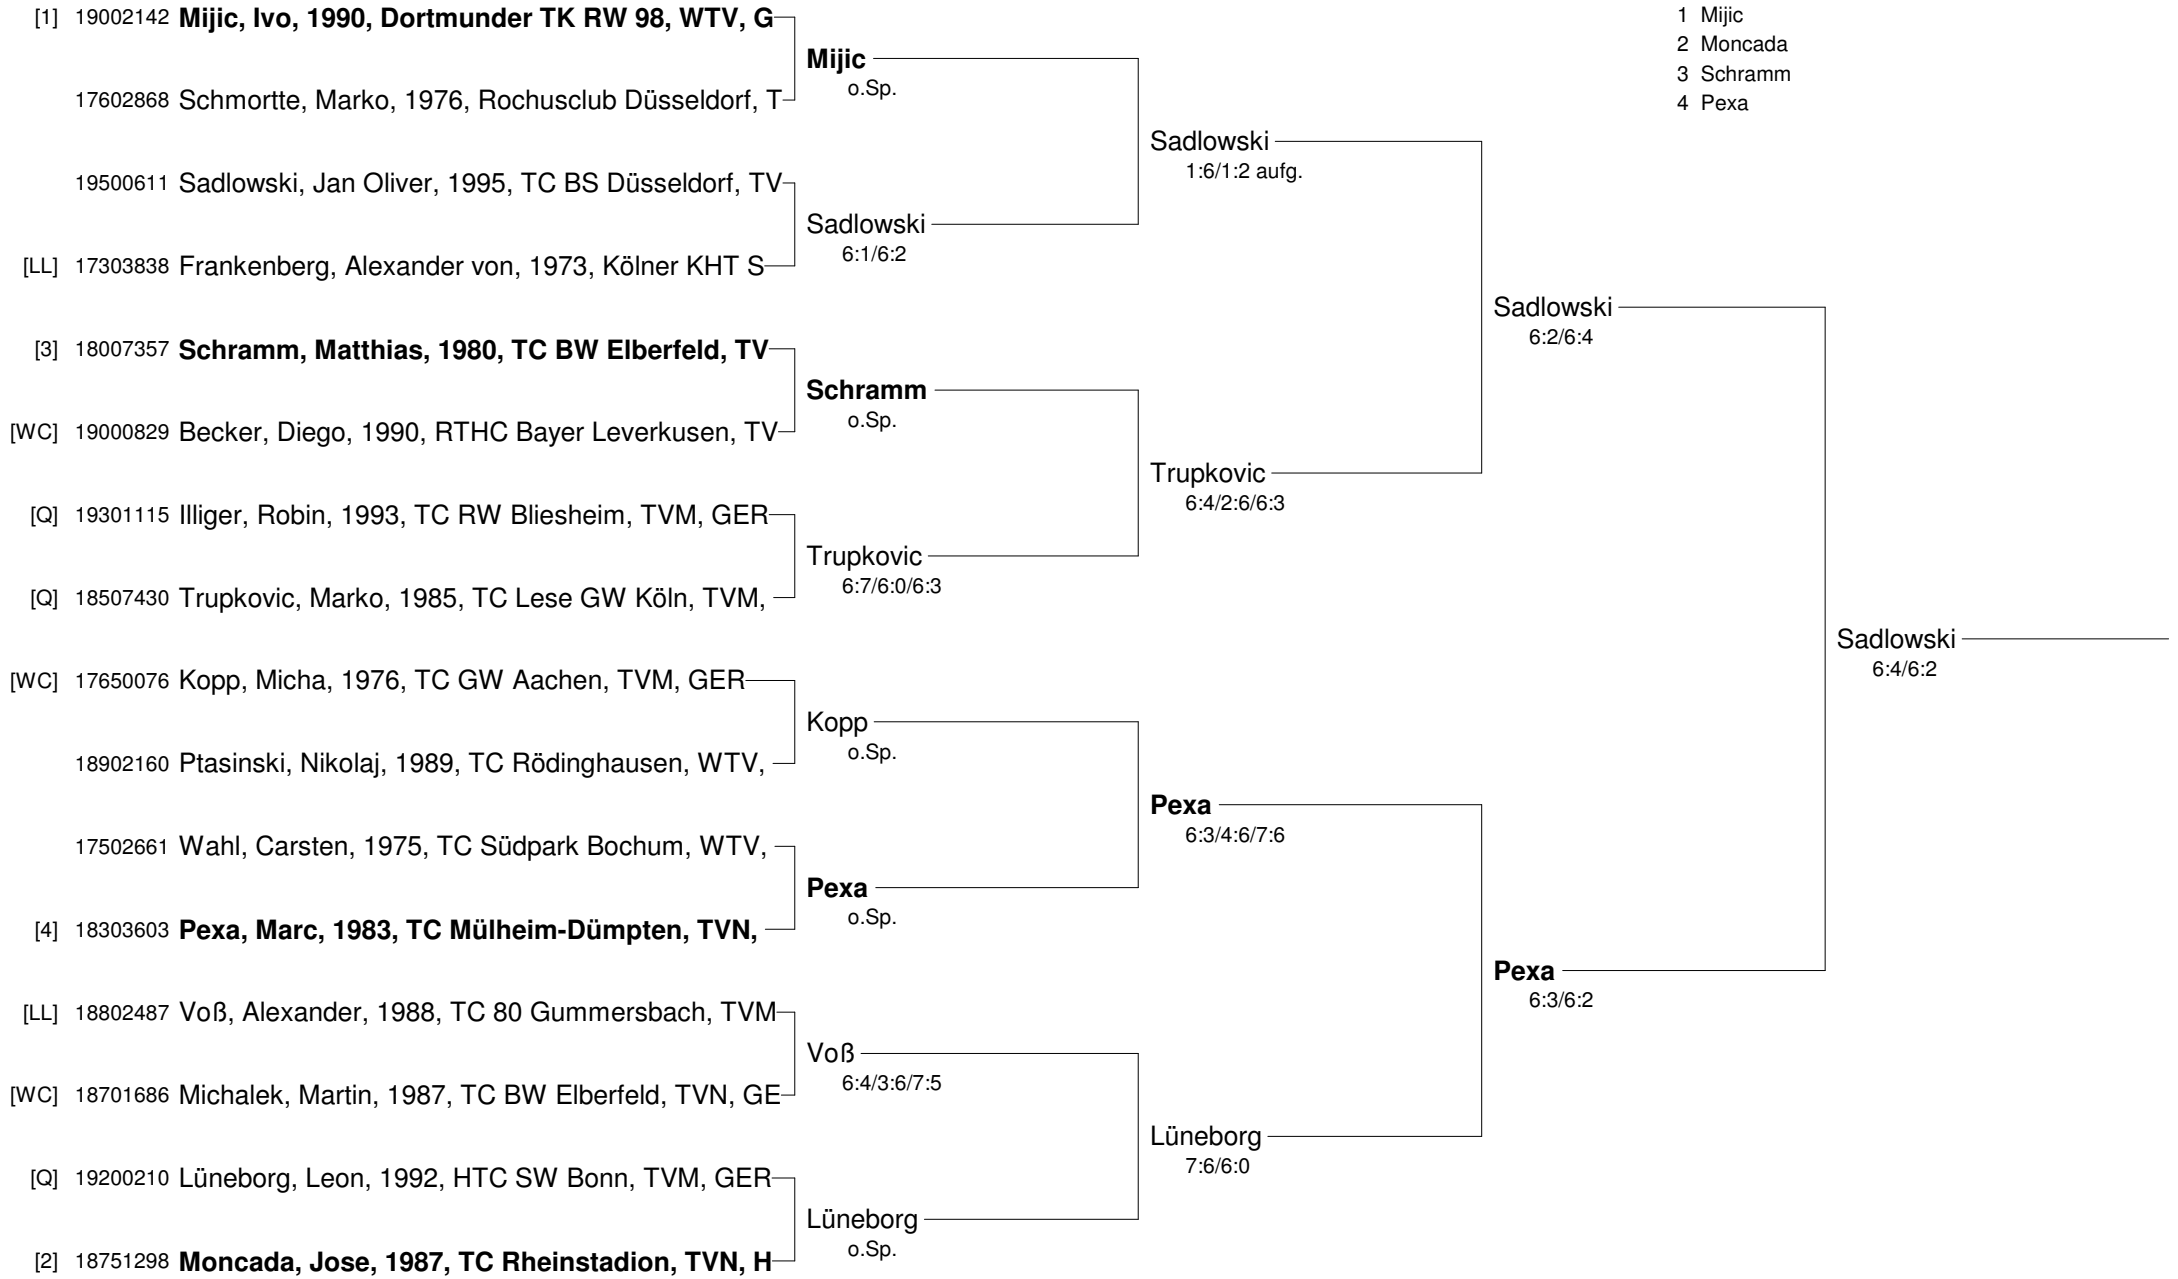 [1] 19002142 Mijic, Ivo, 1990, Dortmunder TK RW 98, WTV, G
17602868 Schmortte, Marko, 1976, Rochusclub Düsseldorf, T
19500611 Sadlowski, Jan Oliver, 1995, TC BS Düsseldorf, TV
[LL] 17303838 Frankenberg, Alexander von, 1973, Kölner KHT S
[3] 18007357 Schramm, Matthias, 1980, TC BW Elberfeld, TV
[WC] 19000829 Becker, Diego, 1990, RTHC Bayer Leverkusen, TV
[Q] 19301115 Illiger, Robin, 1993, TC RW Bliesheim, TVM, GER
[Q] 18507430 Trupkovic, Marko, 1985, TC Lese GW Köln, TVM,
[WC] 17650076 Kopp, Micha, 1976, TC GW Aachen, TVM, GER
18902160 Ptasinski, Nikolaj, 1989, TC Rödinghausen, WTV,
17502661 Wahl, Carsten, 1975, TC Südpark Bochum, WTV,
[4] 18303603 Pexa, Marc, 1983, TC Mülheim-Dümpten, TVN,
[LL] 18802487 Voß, Alexander, 1988, TC 80 Gummersbach, TVM
[WC] 18701686 Michalek, Martin, 1987, TC BW Elberfeld, TVN, GE
[Q] 19200210 Lüneborg, Leon, 1992, HTC SW Bonn, TVM, GER
[2] 18751298 Moncada, Jose, 1987, TC Rheinstadion, TVN, H
Mijic
o.Sp.
Sadlowski
6:1/6:2
Schramm
o.Sp.
Trupkovic
6:7/6:0/6:3
Kopp
o.Sp.
Pexa
o.Sp.
Voß
6:4/3:6/7:5
Lüneborg
o.Sp.
Sadlowski
1:6/1:2 aufg.
Trupkovic
6:4/2:6/6:3
Pexa
6:3/4:6/7:6
Lüneborg
7:6/6:0
Sadlowski
6:2/6:4
Pexa
6:3/6:2
Sadlowski
6:4/6:2
1 Mijic
2 Moncada
3 Schramm
4 Pexa